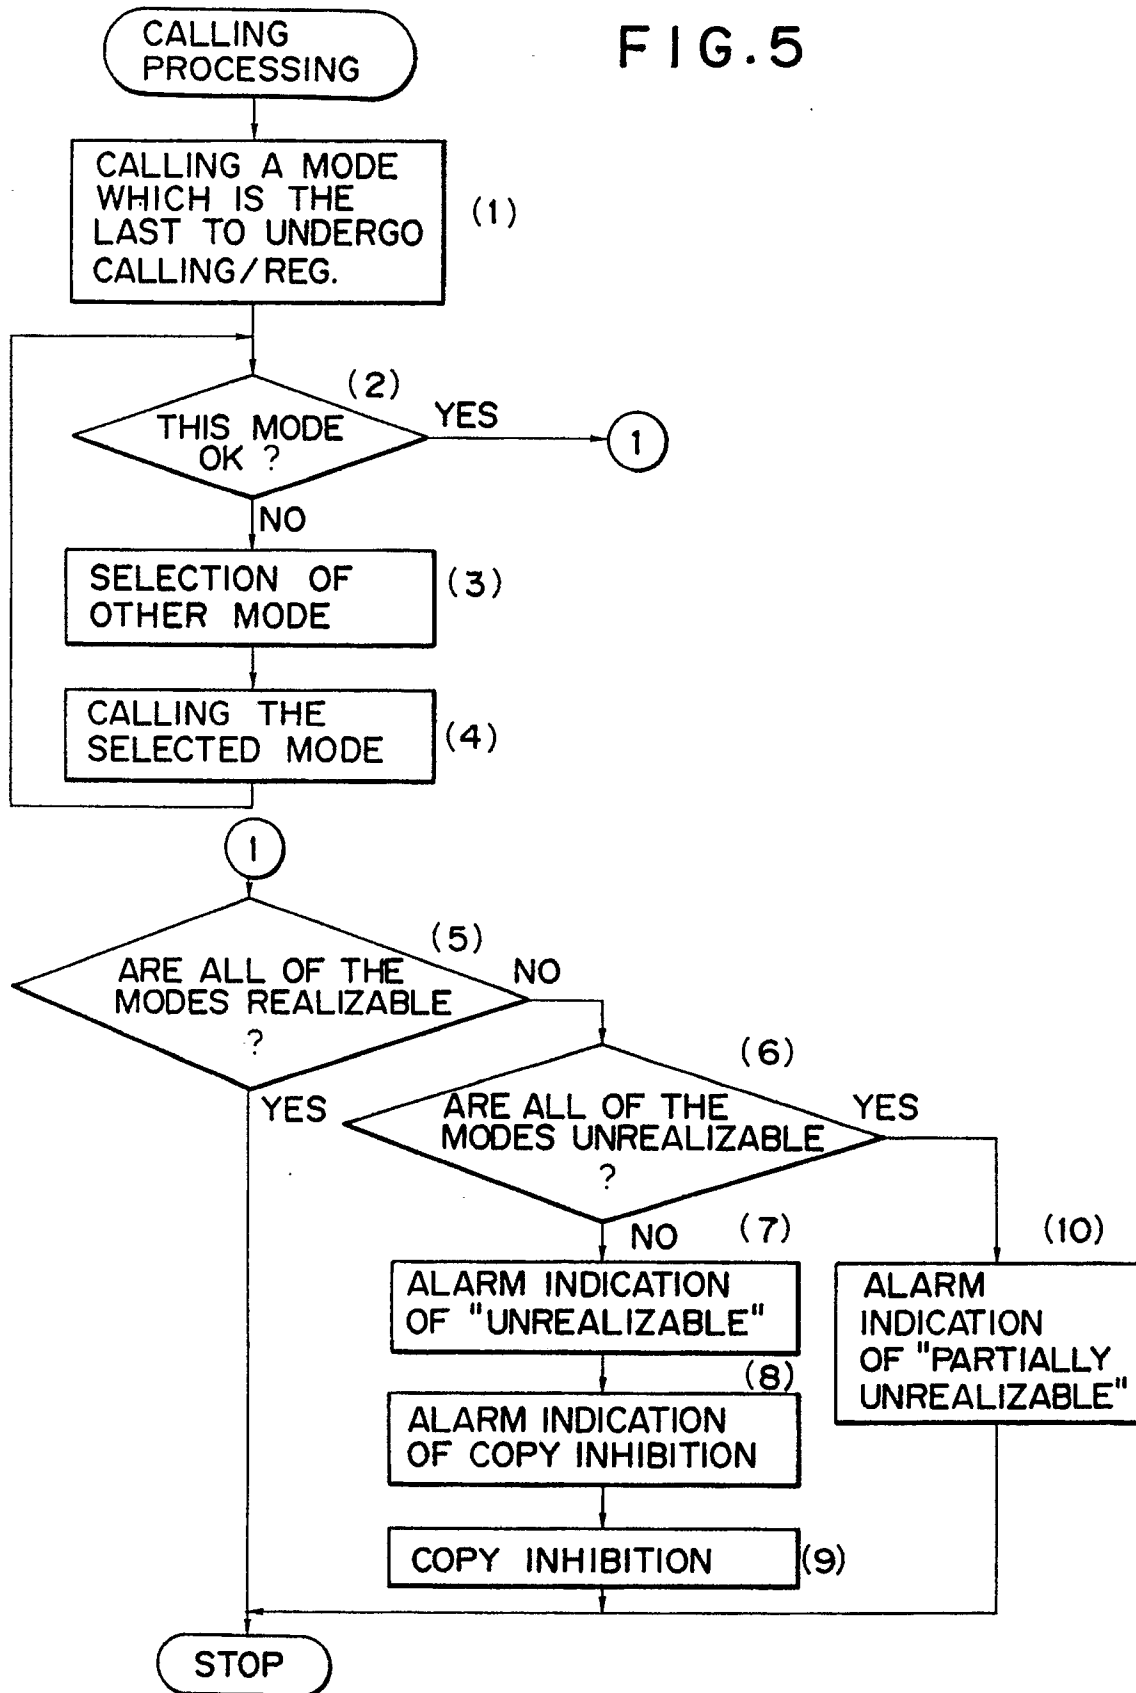 FIG.5
CALLING
PROCESSING
CALLING A MODE
WHICH IS THE
LAST TO UNDERGO
CALLING/REG.
(1)
(2)
THIS MODE
OK ?
YES
1
NO
SELECTION OF
OTHER MODE
(3)
CALLING THE
SELECTED MODE
(4)
1
(5)
ARE ALL OF THE
MODES REALIZABLE
?
NO
YES
(6)
ARE ALL OF THE
MODES UNREALIZABLE
?
YES
NO
(7)
ALARM INDICATION
OF "UNREALIZABLE"
(8)
ALARM INDICATION
OF COPY INHIBITION
COPY INHIBITION
(9)
(10)
ALARM
INDICATION
OF "PARTIALLY
UNREALIZABLE"
STOP